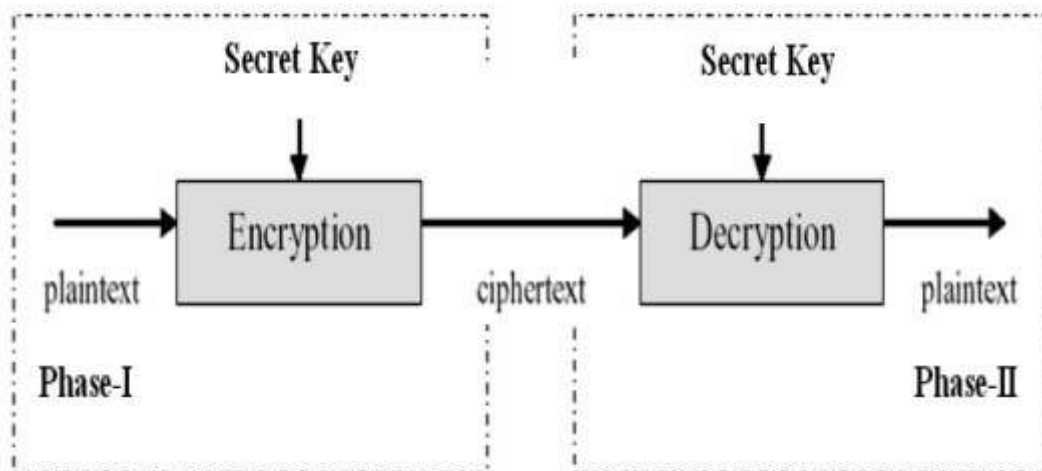 Secret Key
Secret Key
Encryption
Decryption
plaintext
ciphertext
plaintext
Phase-I
Phase-II